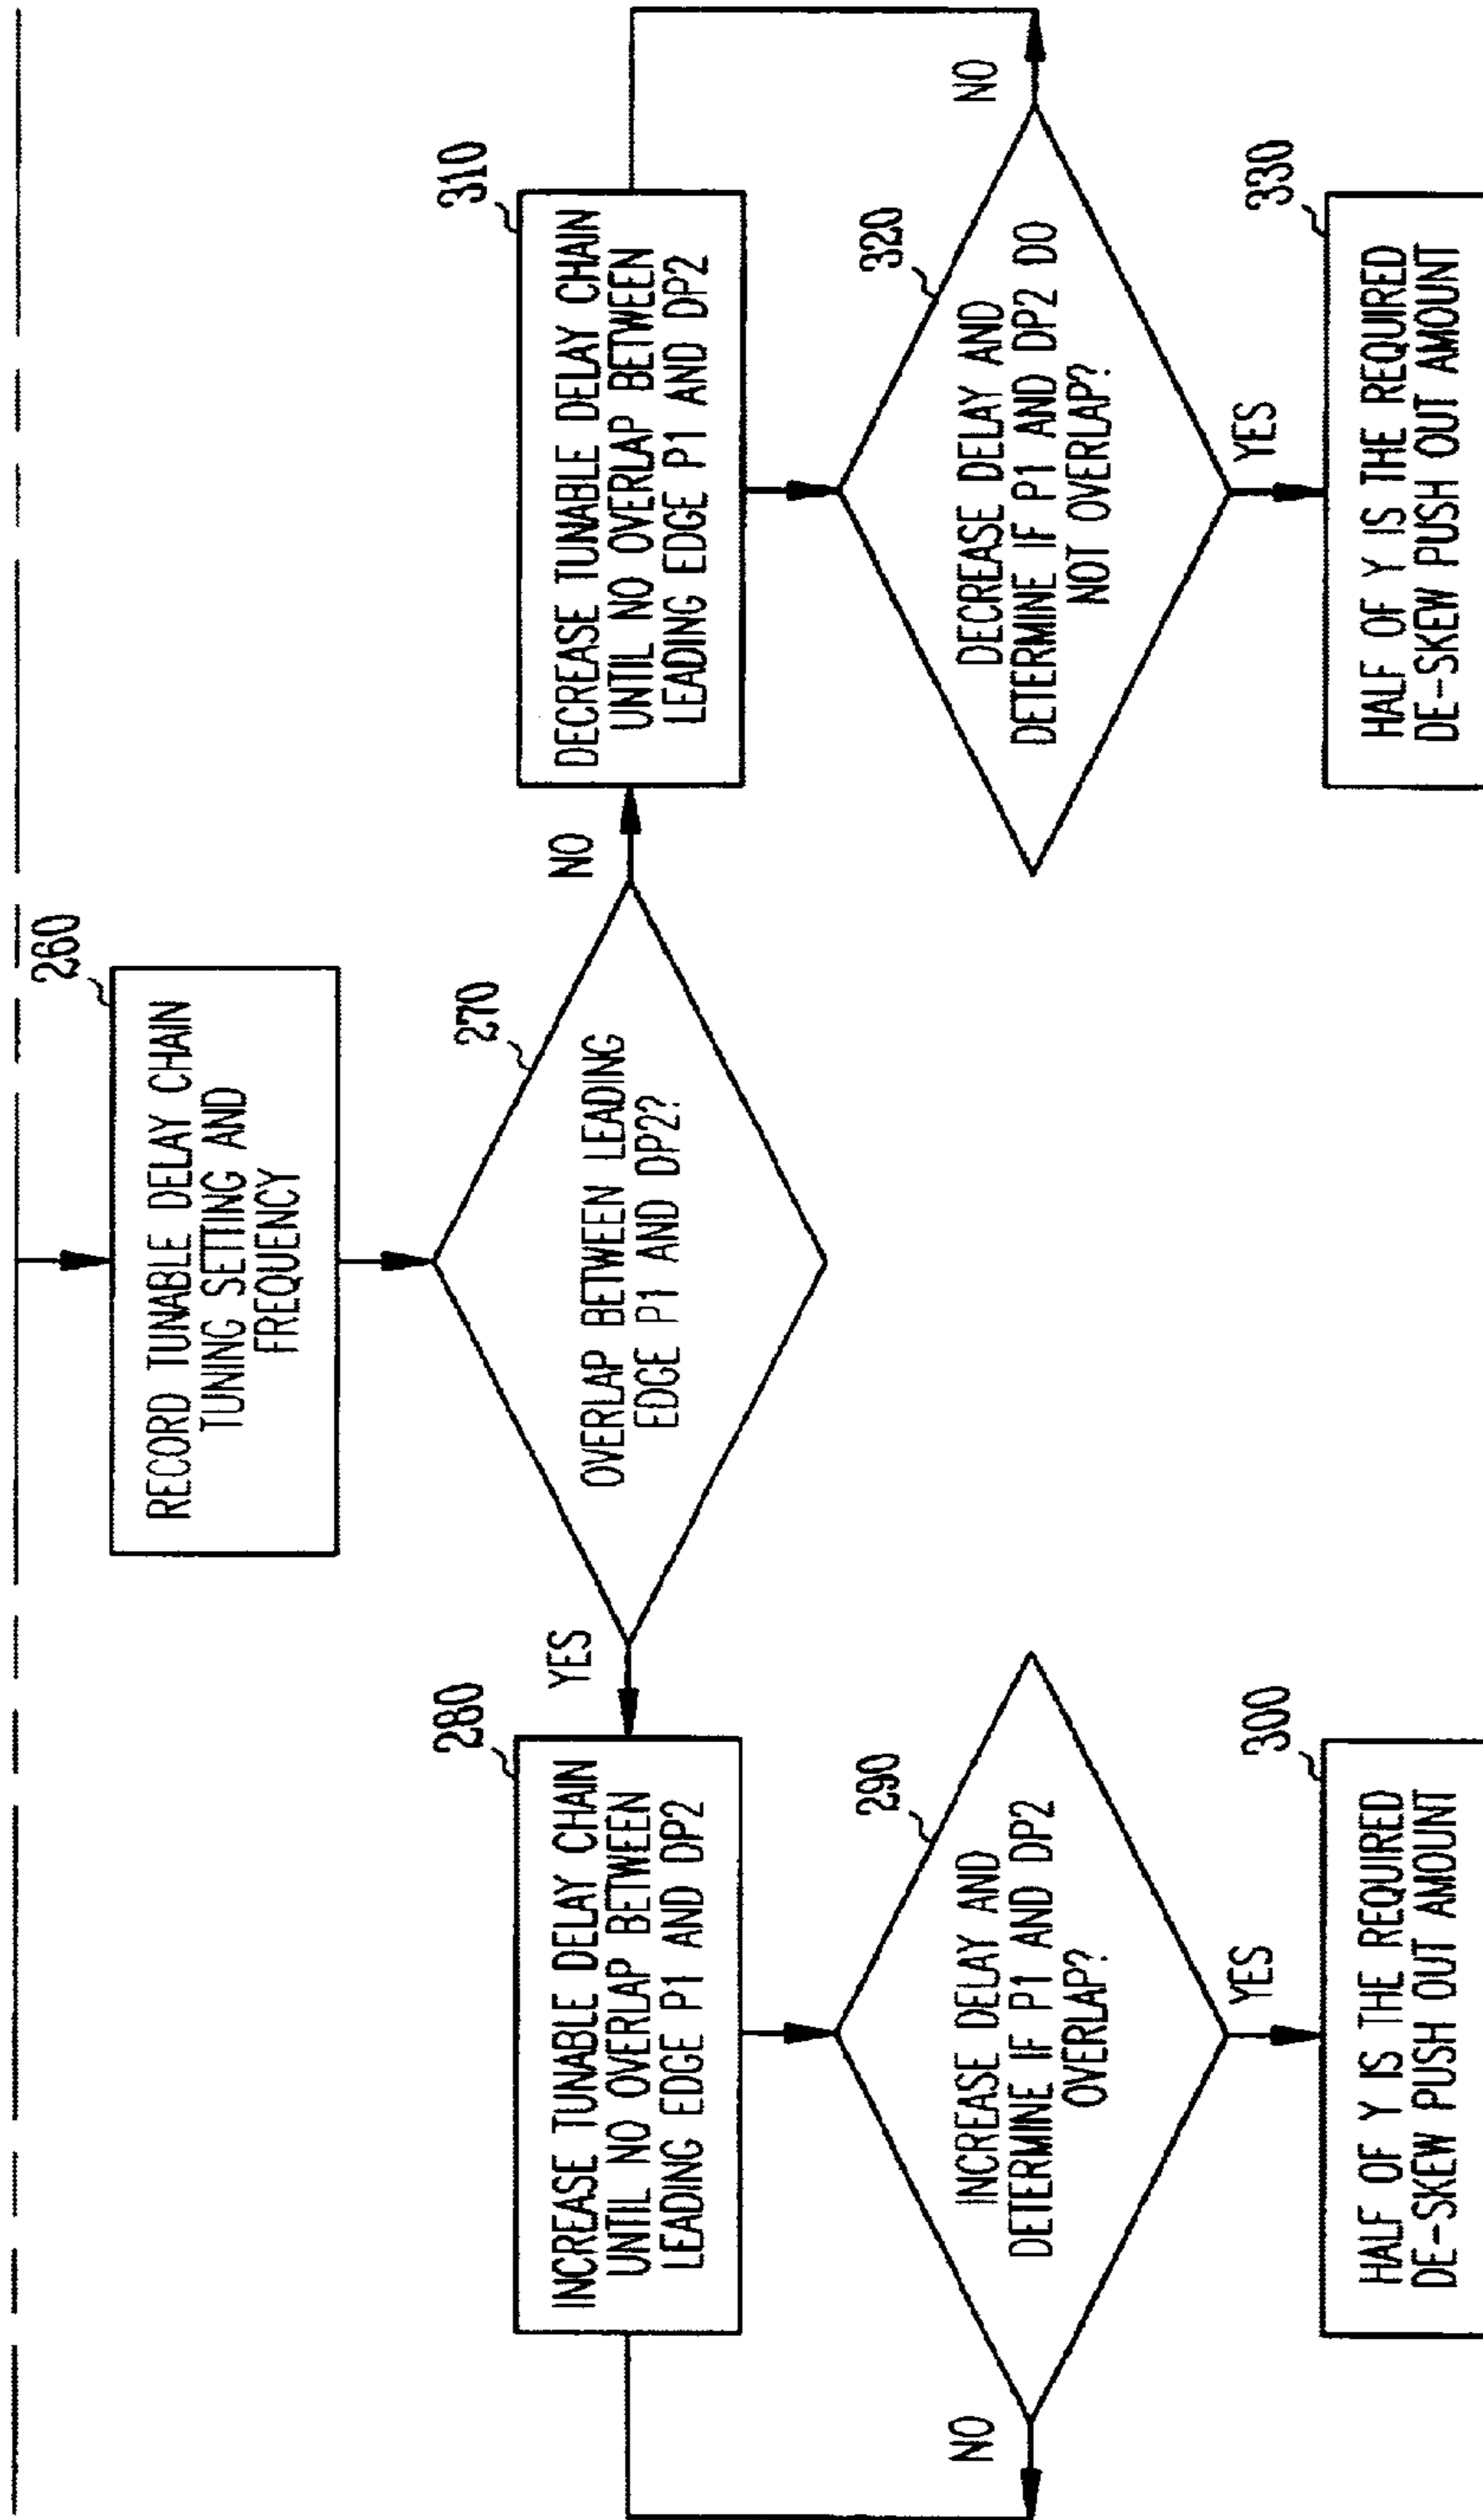 260
RECORD TUNABLE DELAY CHAIN
TUNING SETTING AND
FREQUENCY
270
OVERLAP BETWEEN LEADING
EDGE P1 AND DP2?
YES
NO
280
INCREASE TUNABLE DELAY CHAIN
UNTIL NO OVERLAP BETWEEN
LEADING EDGE P1 AND DP2
310
DECREASE TUNABLE DELAY CHAIN
UNTIL NO OVERLAP BETWEEN
LEADING EDGE P1 AND DP2
290
INCREASE DELAY AND
DETERMINE IF P1 AND DP2
OVERLAP?
NO
YES
320
DECREASE DELAY AND
DETERMINE IF P1 AND DP2 DO
NOT OVERLAP?
NO
YES
300
HALF OF Y IS THE REQUIRED
DE-SKEW PUSH OUT AMOUNT
330
HALF OF Y IS THE REQUIRED
DE-SKEW PUSH OUT AMOUNT